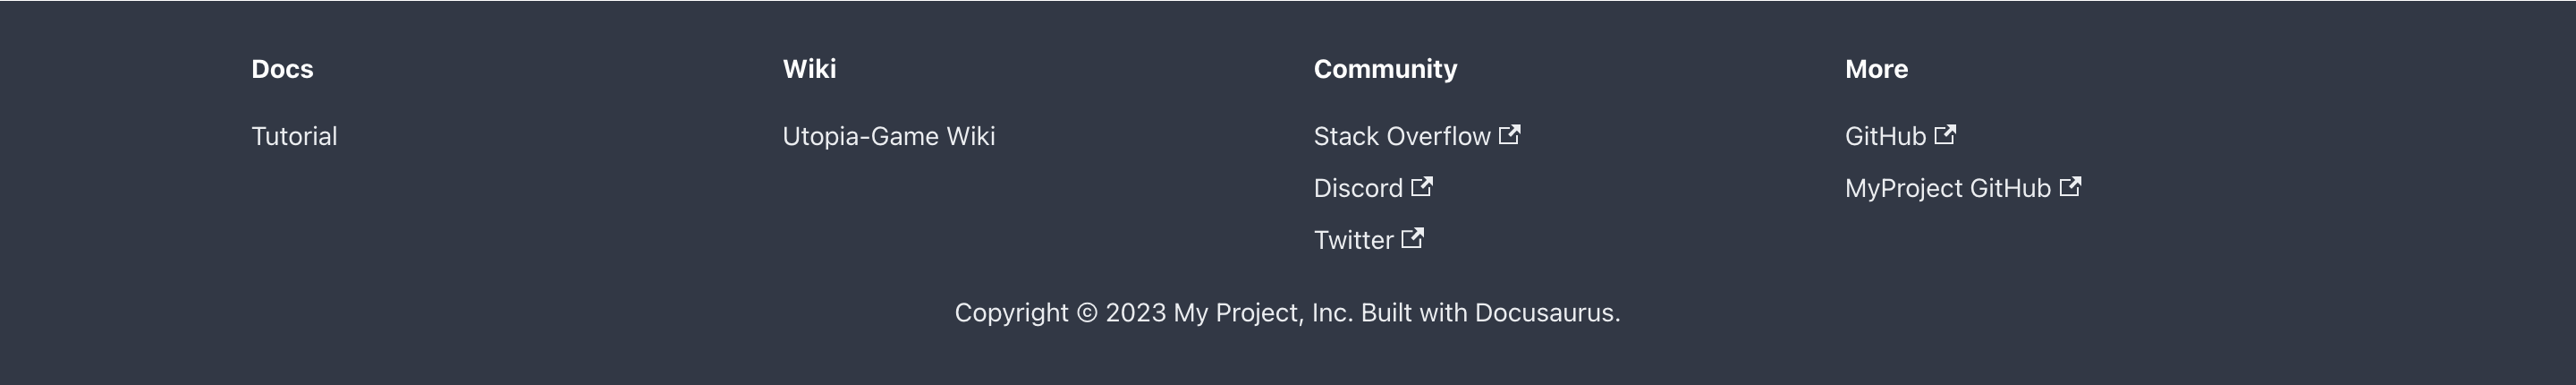 Docs
Tutorial
Wiki
Utopia-Game Wiki
Community
Stack Overflow
Discord
Twitter
More
GitHub
MyProject GitHub
Copyright © 2023 My Project, Inc. Built with Docusaurus.